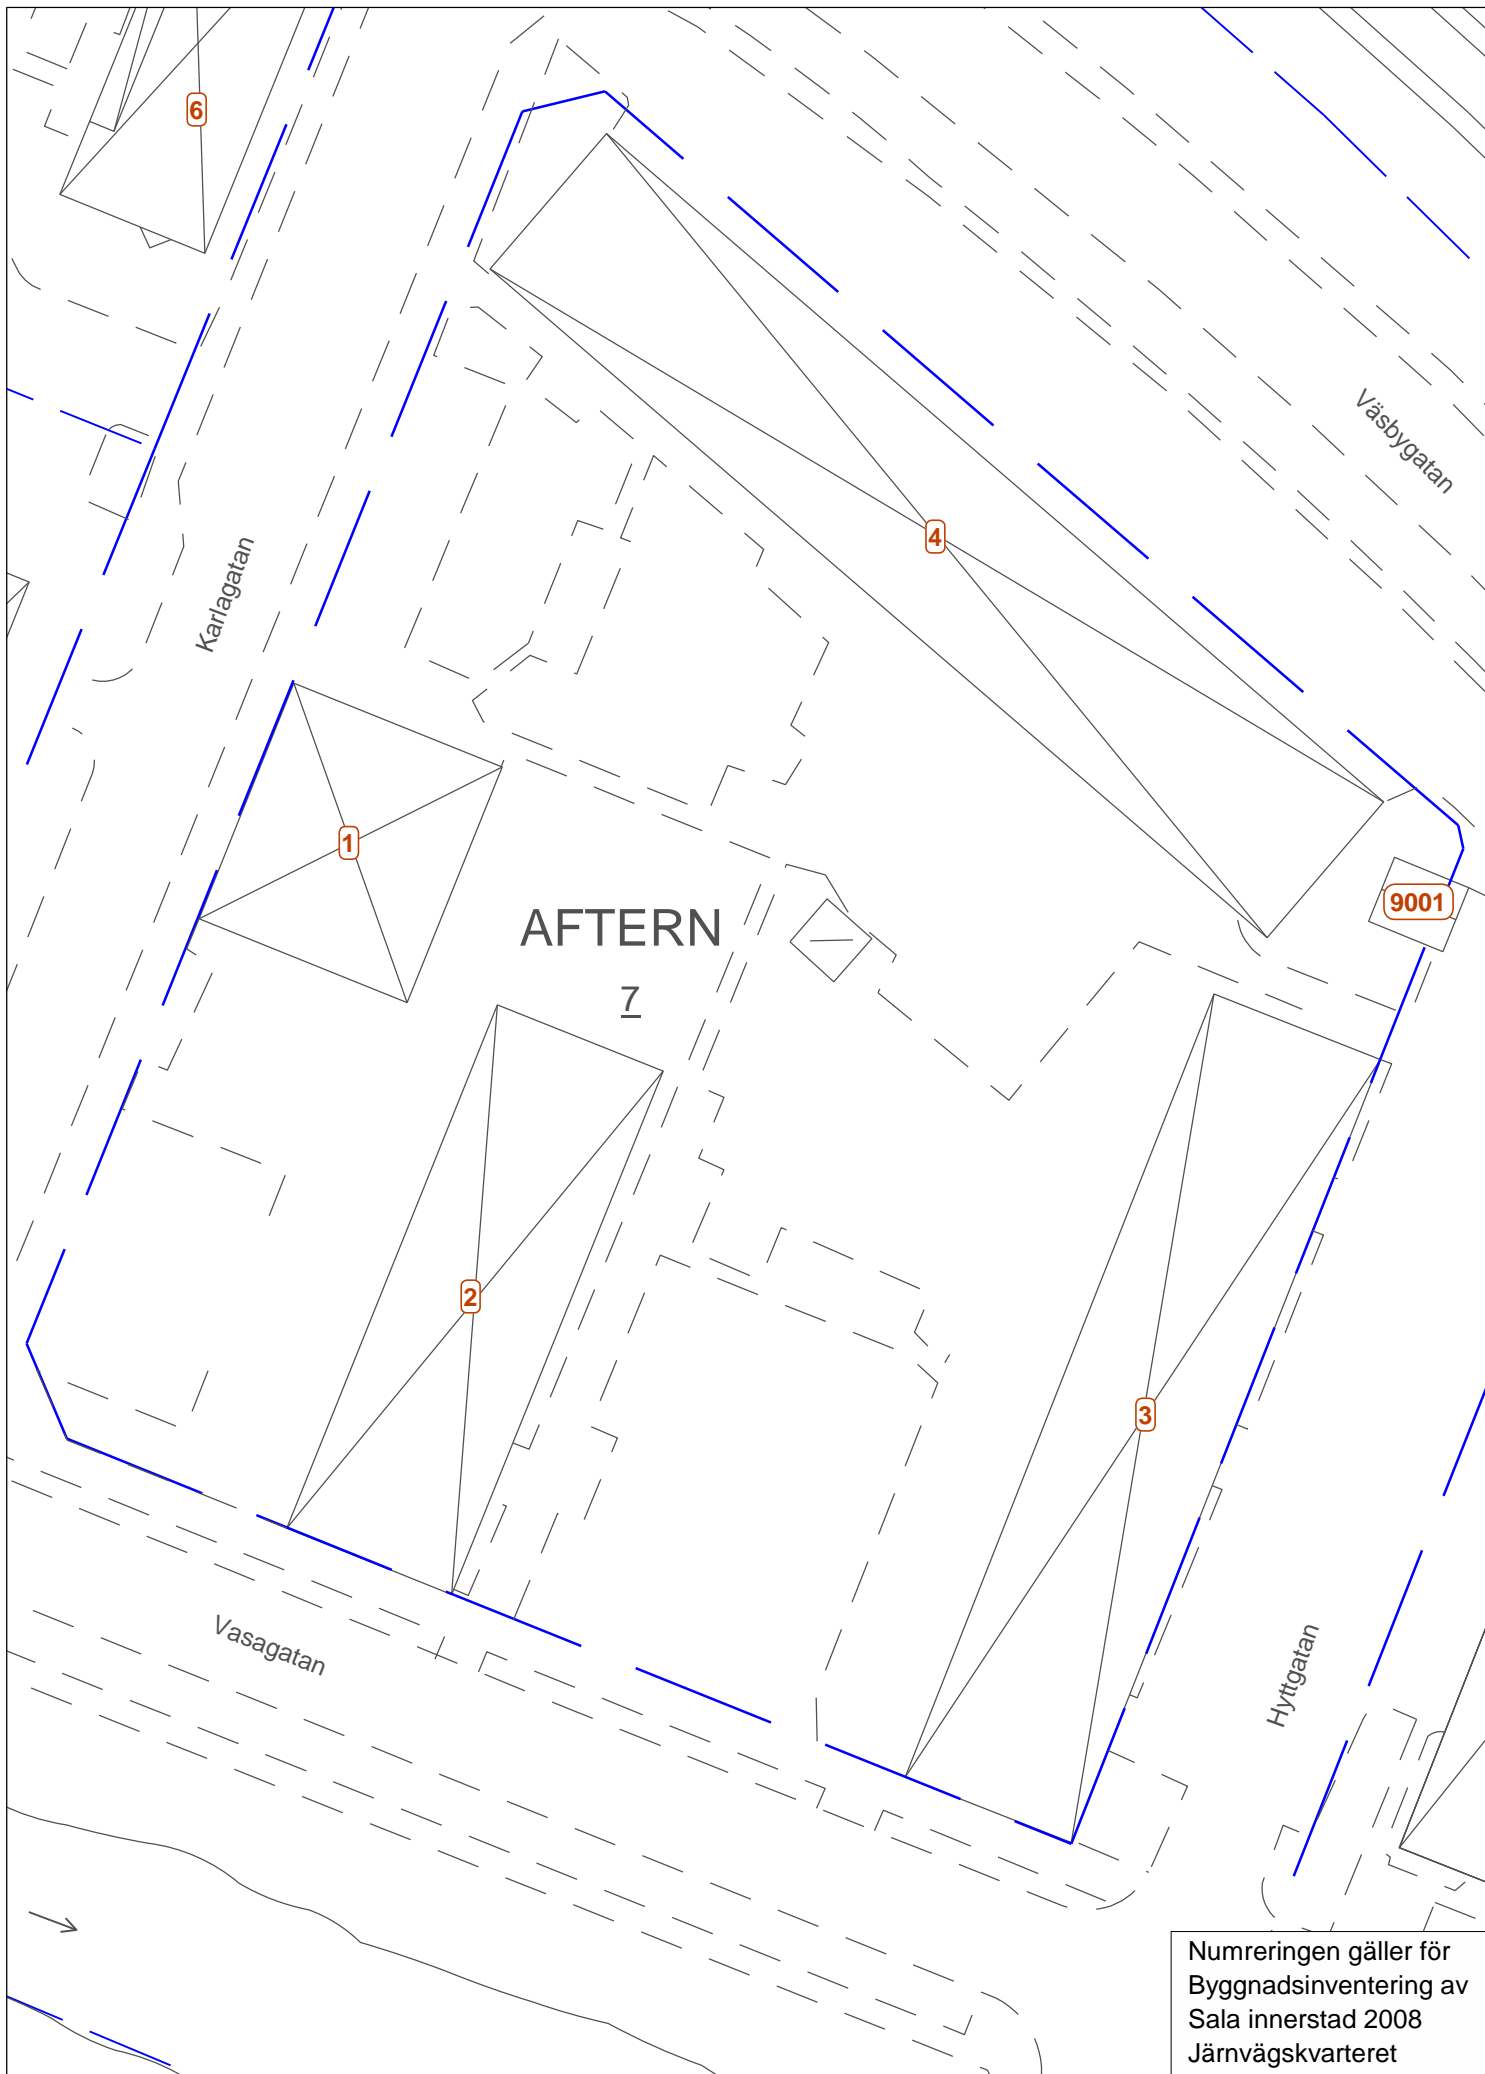 6
Väsbygatan
4
Karlagatan
1
9001
AFTERN
7
2
3
Vasagatan
Hyttgatan
Numreringen gäller för
Byggnadsinventering av
Sala innerstad 2008
Järnvägskvarteret